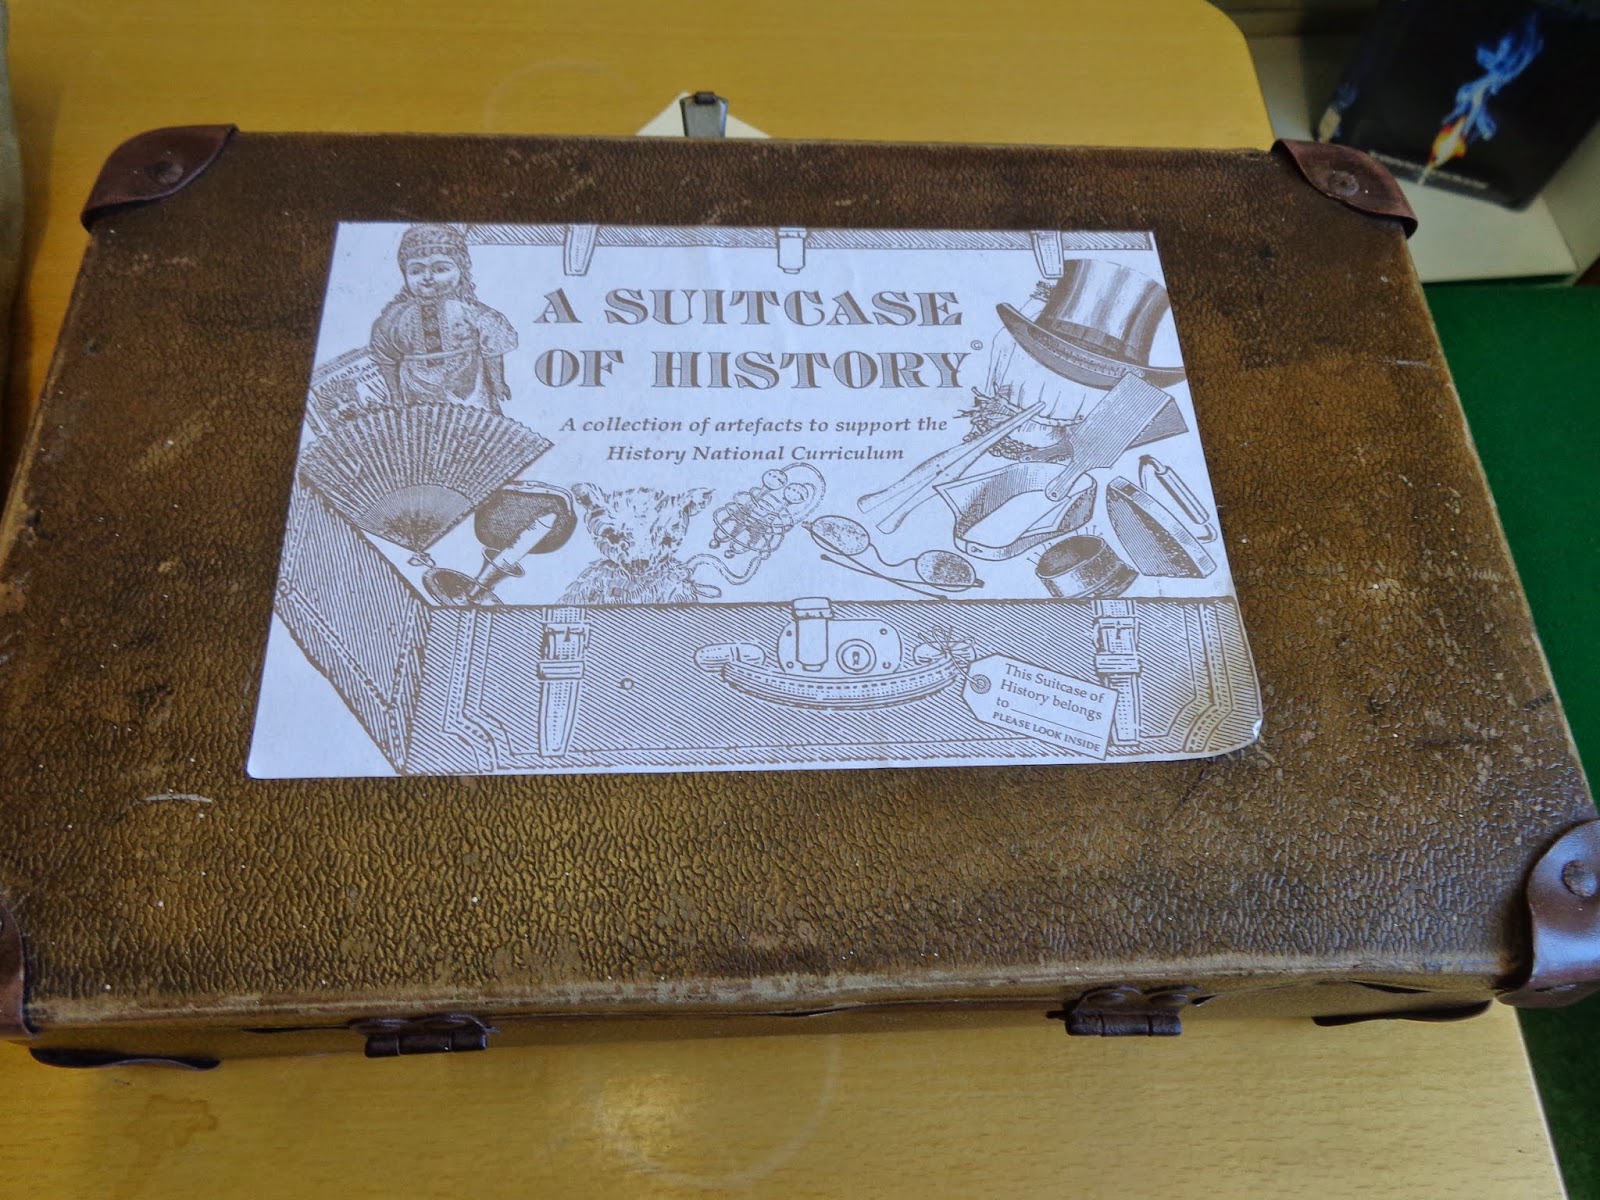 A SUITCASE
OF HISTORY©
A collection of artefacts to support the
History National Curriculum
This Suitcase of
History belongs
to
PLEASE LOOK INSIDE